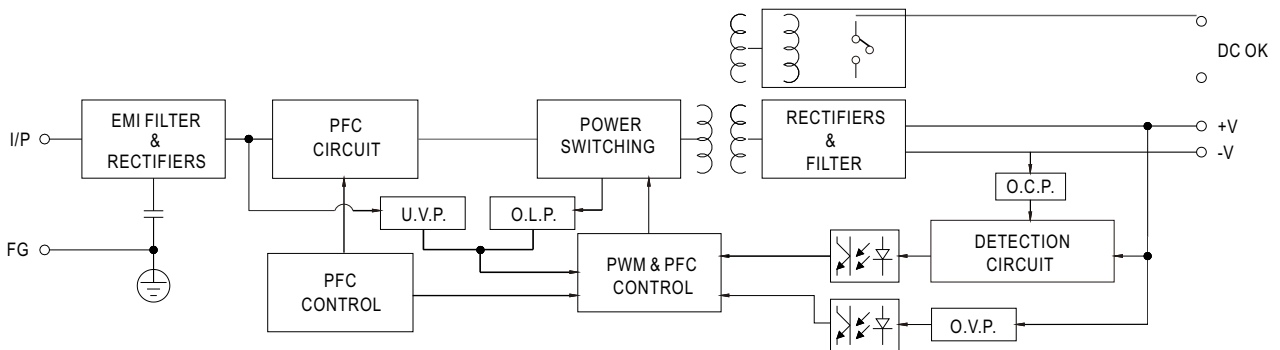 DC OK
I/P
EMI FILTER
&
RECTIFIERS
PFC
CIRCUIT
POWER
SWITCHING
RECTIFIERS
&
FILTER
+V
-V
O.C.P.
U.V.P.
O.L.P.
FG
PFC
CONTROL
PWM & PFC
CONTROL
DETECTION
CIRCUIT
O.V.P.